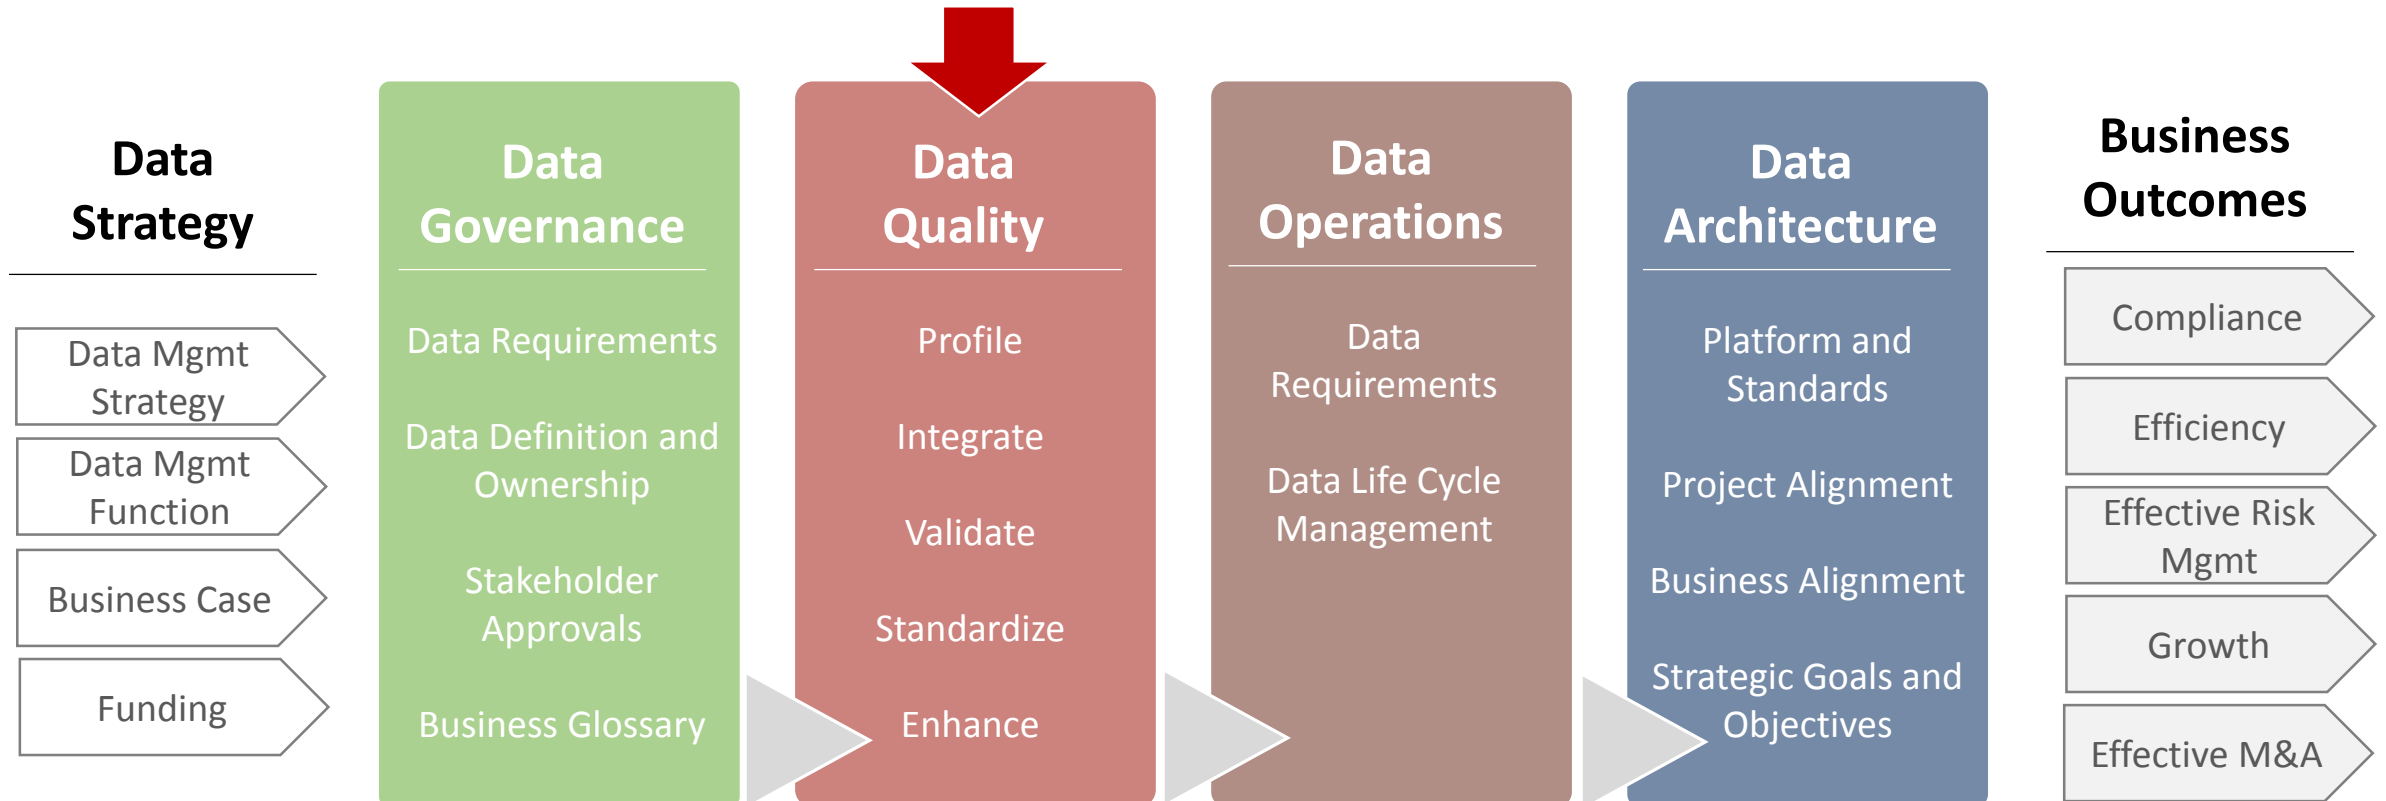 Data
Strategy
Data Mgmt
Strategy
Data Mgmt
Function
Business Case
Funding
Data
Governance
Data Requirements
Data Definition and
Ownership
Stakeholder
Approvals
Business Glossary
Data
Quality
Profile
Integrate
Validate
Standardize
Enhance
Data
Operations
Data
Requirements
Data Life Cycle
Management
Data
Architecture
Platform and
Standards
Project Alignment
Business Alignment
Strategic Goals and
Objectives
Business
Outcomes
Compliance
Efficiency
Effective Risk
Mgmt
Growth
Effective M&A